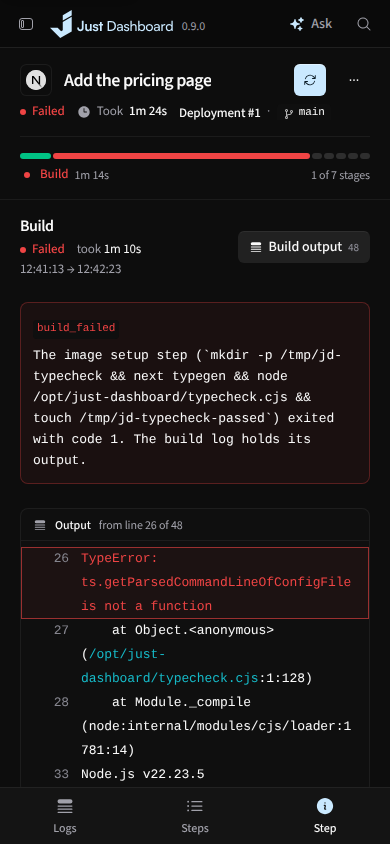 Just Dashboard 0.9.0 Ask
N Add the pricing page ...
Failed Took 1m 24s Deployment #1 · main
Build 1m 14s 1 of 7 stages
Build
Failed took 1m 10s
12:41:13 → 12:42:23
Build output 48
build_failed
The image setup step (`mkdir -p /tmp/jd-
typecheck && next typegen && node
/opt/just-dashboard/typecheck.cjs &&
touch /tmp/jd-typecheck-passed`) exited
with code 1. The build log holds its
output.
Output from line 26 of 48
26 TypeError:
ts.getParsedCommandLineOfConfigFile
is not a function
27 at Object.<anonymous>
(/opt/just-
dashboard/typecheck.cjs:1:128)
28 at Module._compile
(node:internal/modules/cjs/loader:1
781:14)
33 Node.js v22.23.5
Logs Steps Step